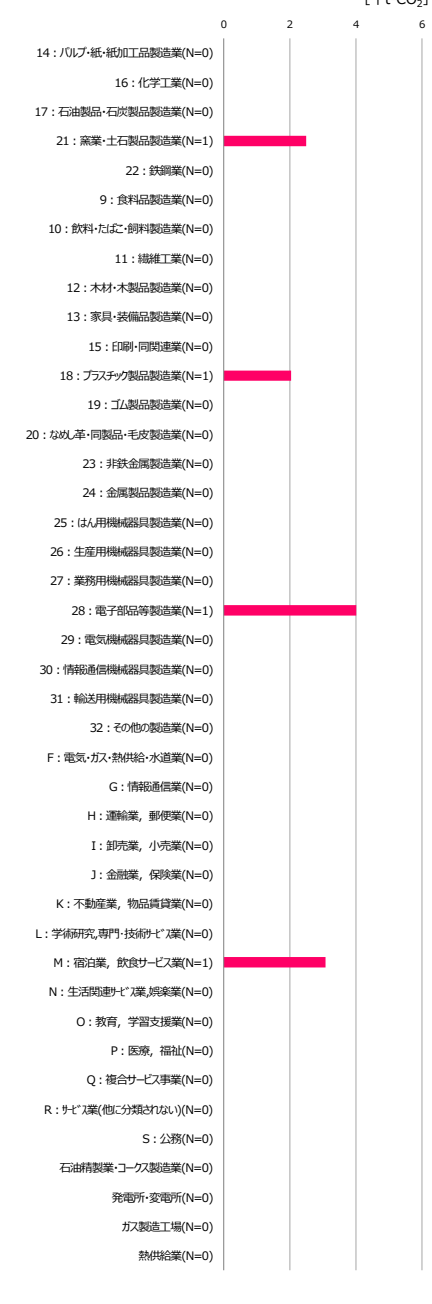 0 2 4 6
14：パルプ・紙・紙加工品製造業(N=0)
16：化学工業(N=0)
17：石油製品・石炭製品製造業(N=0)
21：窯業・土石製品製造業(N=1)
22：鉄鋼業(N=0)
9：食料品製造業(N=0)
10：飲料・たばこ・飼料製造業(N=0)
11：繊維工業(N=0)
12：木材・木製品製造業(N=0)
13：家具・装備品製造業(N=0)
15：印刷・同関連業(N=0)
18：プラスチック製品製造業(N=1)
19：ゴム製品製造業(N=0)
20：なめし革・同製品・毛皮製造業(N=0)
23：非鉄金属製造業(N=0)
24：金属製品製造業(N=0)
25：はん用機械器具製造業(N=0)
26：生産用機械器具製造業(N=0)
27：業務用機械器具製造業(N=0)
28：電子部品等製造業(N=1)
29：電気機械器具製造業(N=0)
30：情報通信機械器具製造業(N=0)
31：輸送用機械器具製造業(N=0)
32：その他の製造業(N=0)
F：電気・ガス・熱供給・水道業(N=0)
G：情報通信業(N=0)
H：運輸業，郵便業(N=0)
I：卸売業，小売業(N=0)
J：金融業，保険業(N=0)
K：不動産業，物品賃貸業(N=0)
L：学術研究,専門・技術ｻｰﾋﾞｽ業(N=0)
M：宿泊業，飲食サービス業(N=1)
N：生活関連ｻｰﾋﾞｽ業,娯楽業(N=0)
O：教育，学習支援業(N=0)
P：医療，福祉(N=0)
Q：複合サービス事業(N=0)
R：ｻｰﾋﾞｽ業(他に分類されない)(N=0)
S：公務(N=0)
石油精製業・コークス製造業(N=0)
発電所・変電所(N=0)
ガス製造工場(N=0)
熱供給業(N=0)